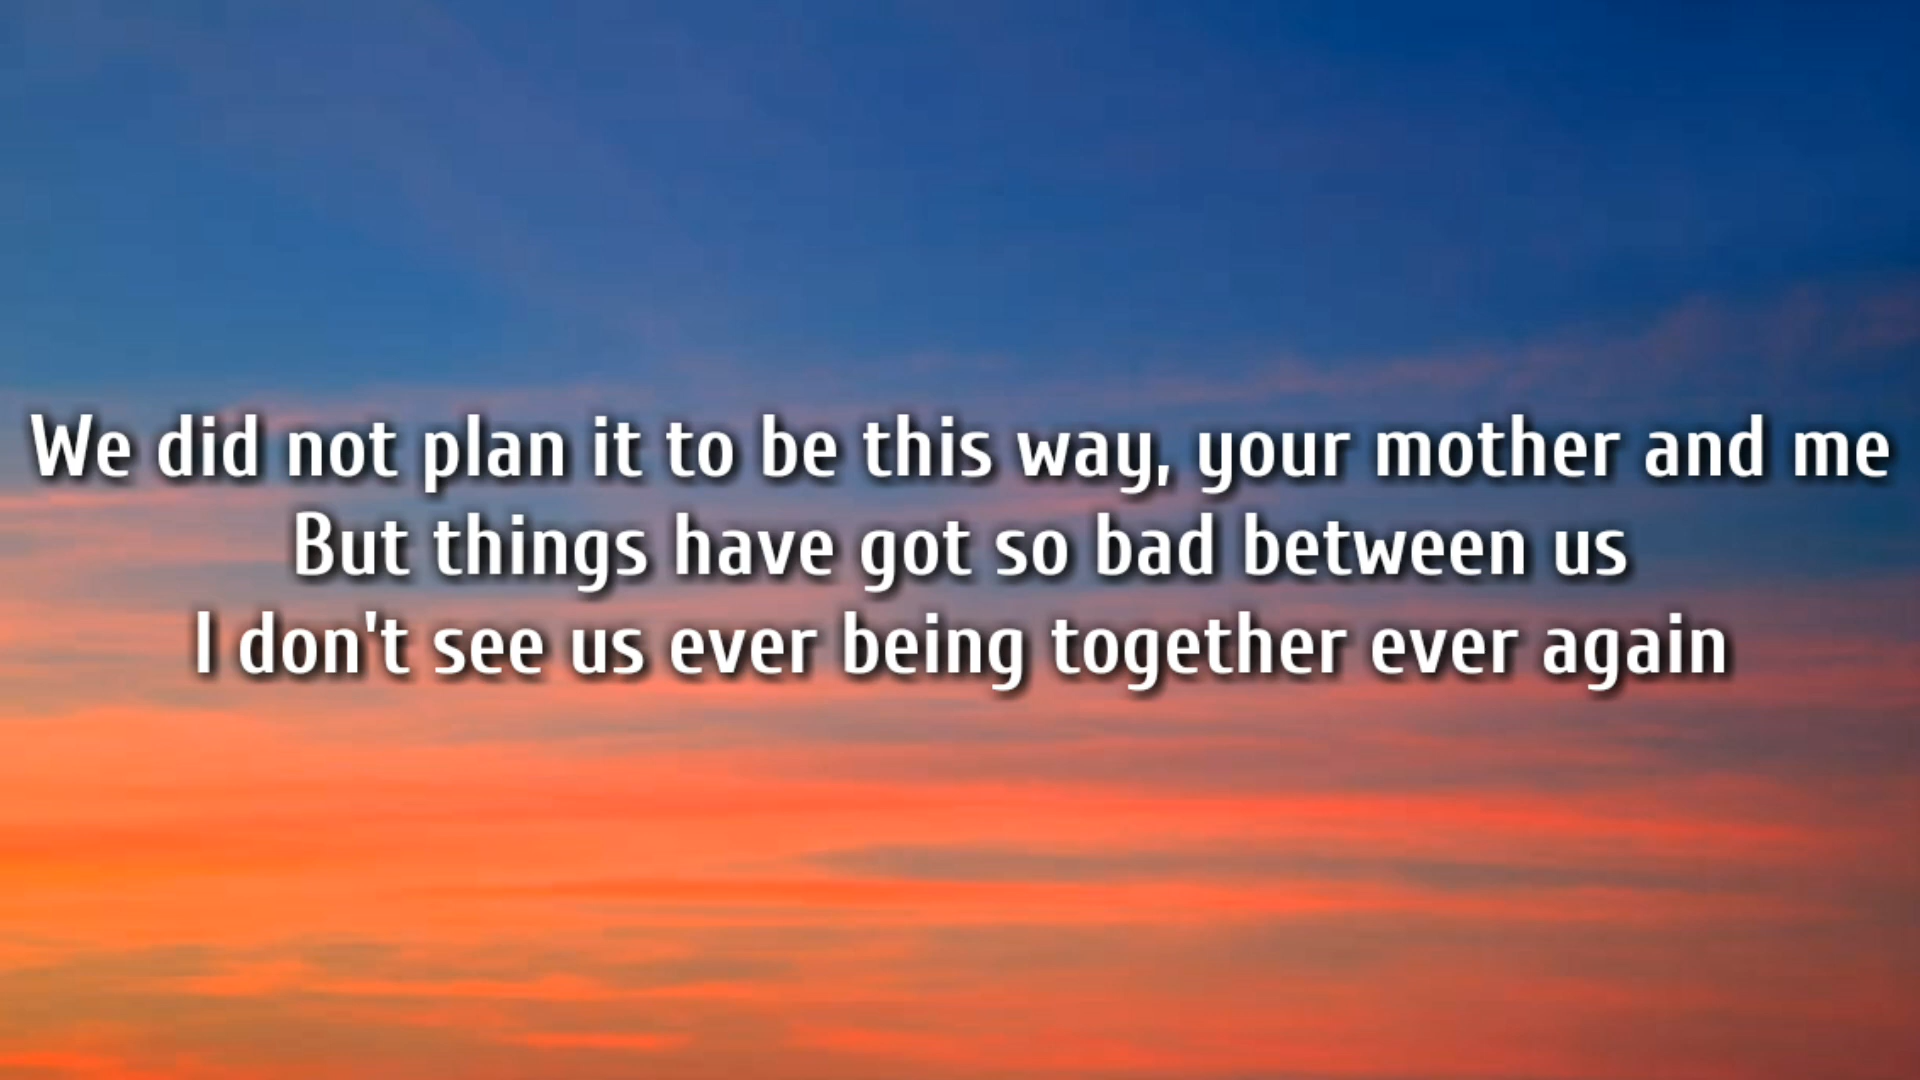 We did not plan it to be this way, your mother and me
But things have got so bad between us
I don't see us ever being together ever again